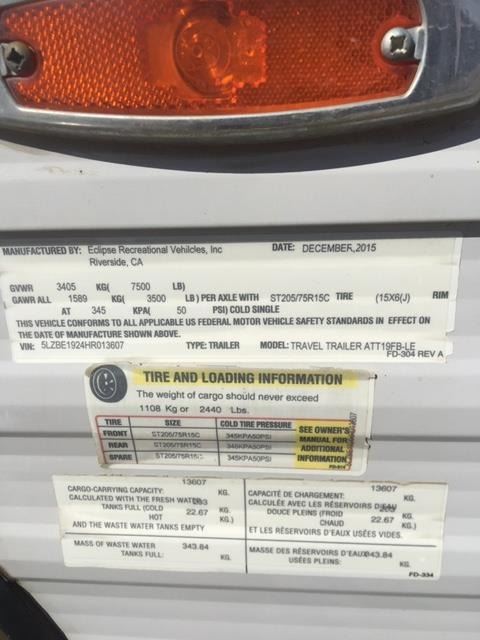 MANUFACTURED BY: Eclipse Recreational Vehilcles, Inc DATE: DECEMBER,2015
Riverside, CA
GVWR 3405 KG( 7500 LB)
GAWR ALL 1589 KG( 3500 LB ) PER AXLE WITH ST205/75R15C TIRE (15X6(J) RIM
AT 345 KPA( 50 PSI) COLD SINGLE
THIS VEHICLE CONFORMS TO ALL APPLICABLE US FEDERAL MOTOR VEHICLE SAFETY STANDARDS IN EFFECT ON
THE DATE OF MANUFACTURE SHOWN ABOVE.
VIN: 5LZBE1924HR013607 TYPE: TRAILER MODEL: TRAVEL TRAILER ATT19FB-LE
FD-304 REV A
TIRE AND LOADING INFORMATION
The weight of cargo should never exceed
1108 Kg or 2440 Lbs.
TIRE SIZE COLD TIRE PRESSURE
FRONT ST205/75R15C 345KPA50PSI
REAR ST205/75R15C 345KPA50PSI
SPARE ST205/75R15C 345KPA50PSI
SEE OWNER'S
MANUAL FOR
ADDITIONAL
INFORMATION
13607
CARGO-CARRYING CAPACITY: KG.
CALCULATED WITH THE FRESH WATER
TANKS FULL (COLD KG.
HOT 22.67 KG.)
AND THE WASTE WATER TANKS EMPTY
MASS OF WASTE WATER 343.84
TANKS FULL: KG.
13607
CAPACITÉ DE CHARGEMENT: KG.
CALCULÉE AVEC LES RÉSERVOIRS D'EAU
DOUCE PLEINS (FROID KG.
CHAUD 22.67 KG.)
ET LES RÉSERVOIRS D'EAUX USÉES VIDES.
MASSE DES RÉSERVOIRS D'EAUX 343.84
USÉES PLEINS: KG.
FD-334